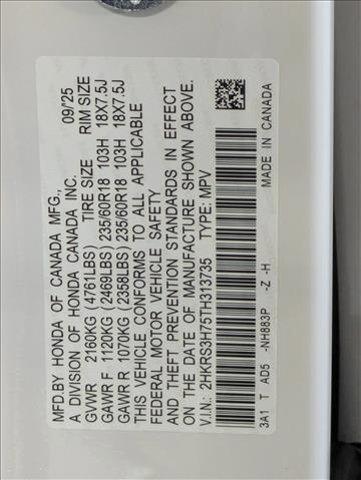 MFD.BY HONDA OF CANADA MFG.,
A DIVISION OF HONDA CANADA INC. 09/25
TIRE SIZE RIM SIZE
GVWR 2160KG (4761LBS)
GAWR F 1120KG (2469LBS) 235/60R18 103H 18X7.5J
GAWR R 1070KG (2358LBS) 235/60R18 103H 18X7.5J
THIS VEHICLE CONFORMS TO ALL APPLICABLE
FEDERAL MOTOR VEHICLE SAFETY
AND THEFT PREVENTION STANDARDS IN EFFECT
ON THE DATE OF MANUFACTURE SHOWN ABOVE.
V.I.N.: 2HKRS3H75TH313735 TYPE: MPV
3A1 T AD5 -NH883P -Z -H MADE IN CANADA